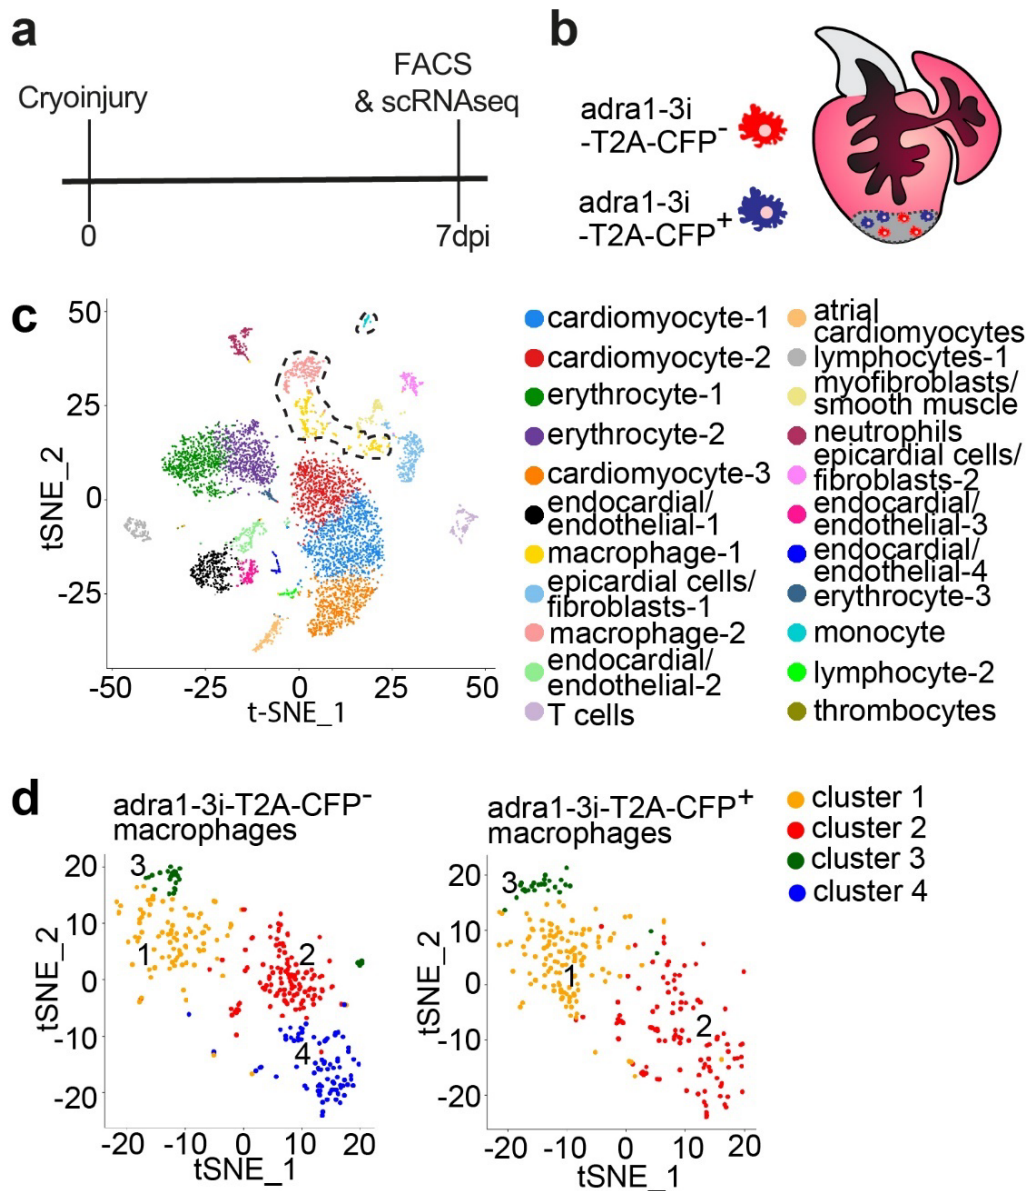 a
Cryoinjury
FACS
& scRNAseq
0
7dpi
b
adra1-3i
-T2A-CFP-
adra1-3i
-T2A-CFP+
c
50
25
0
-25
tSNE_2
-50
-25
0
25
50
t-SNE_1
cardiomyocyte-1
cardiomyocyte-2
erythrocyte-1
erythrocyte-2
cardiomyocyte-3
endocardial/
endothelial-1
macrophage-1
epicardial cells/
fibroblasts-1
macrophage-2
endocardial/
endothelial-2
T cells
atrial
cardiomyocytes
lymphocytes-1
myofibroblasts/
smooth muscle
neutrophils
epicardial cells/
fibroblasts-2
endocardial/
endothelial-3
endocardial/
endothelial-4
erythrocyte-3
monocyte
lymphocyte-2
thrombocytes
d
adra1-3i-T2A-CFP-
macrophages
20
10
0
-10
-20
tSNE_2
3
1
2
4
-20
-10
0
10
20
tSNE_1
adra1-3i-T2A-CFP+
macrophages
20
10
0
-10
-20
tSNE_2
3
1
2
-20
-10
0
10
20
tSNE_1
cluster 1
cluster 2
cluster 3
cluster 4